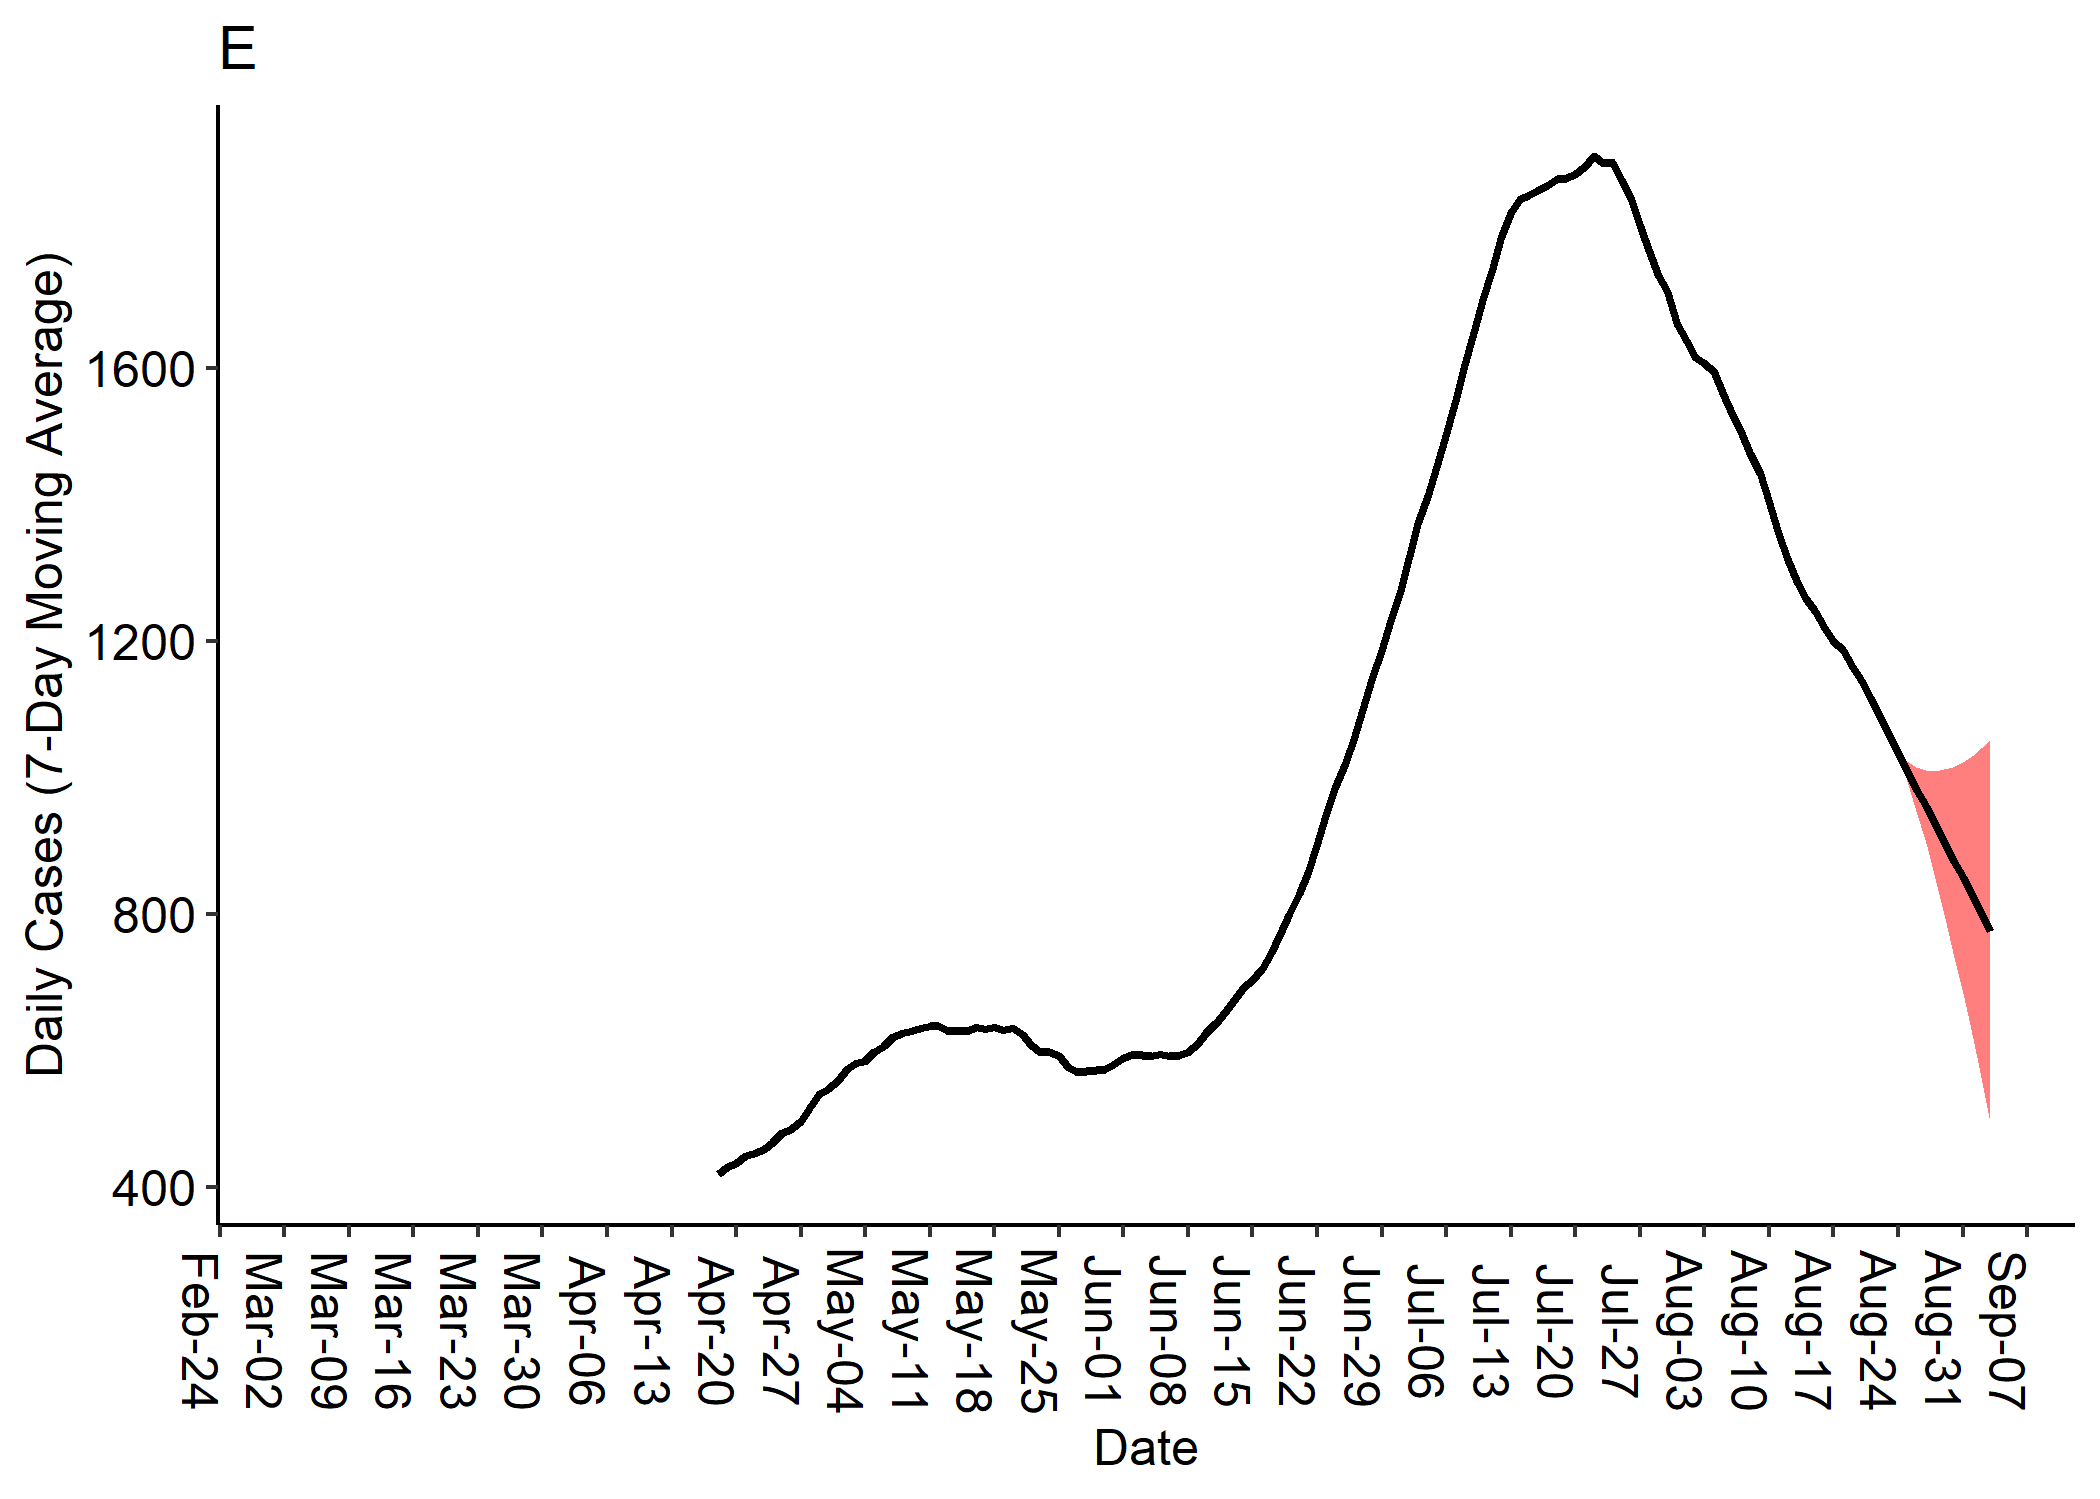 E
Daily Cases (7-Day Moving Average)
1600
1200
800
400
Feb-24
Mar-02
Mar-09
Mar-16
Mar-23
Mar-30
Apr-06
Apr-13
Apr-20
Apr-27
May-04
May-11
May-18
May-25
Jun-01
Jun-08
Jun-15
Jun-22
Jun-29
Jul-06
Jul-13
Jul-20
Jul-27
Aug-03
Aug-10
Aug-17
Aug-24
Aug-31
Sep-07
Date